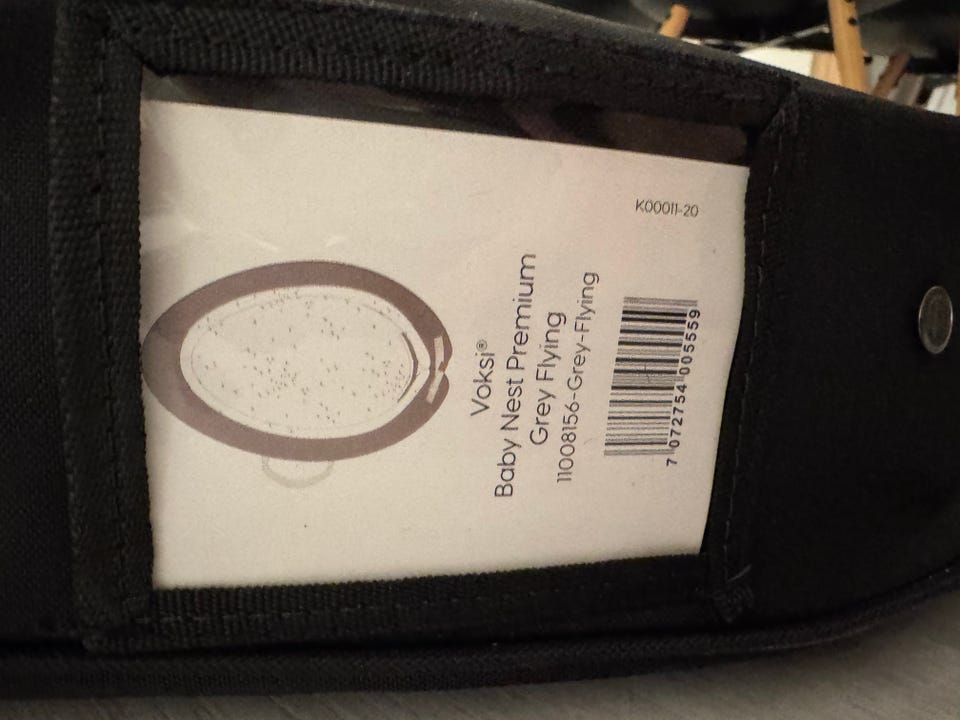 Voksi®
Baby Nest Premium
Grey Flying
11008156-Grey-Flying
7 072754 005559
K00011-20